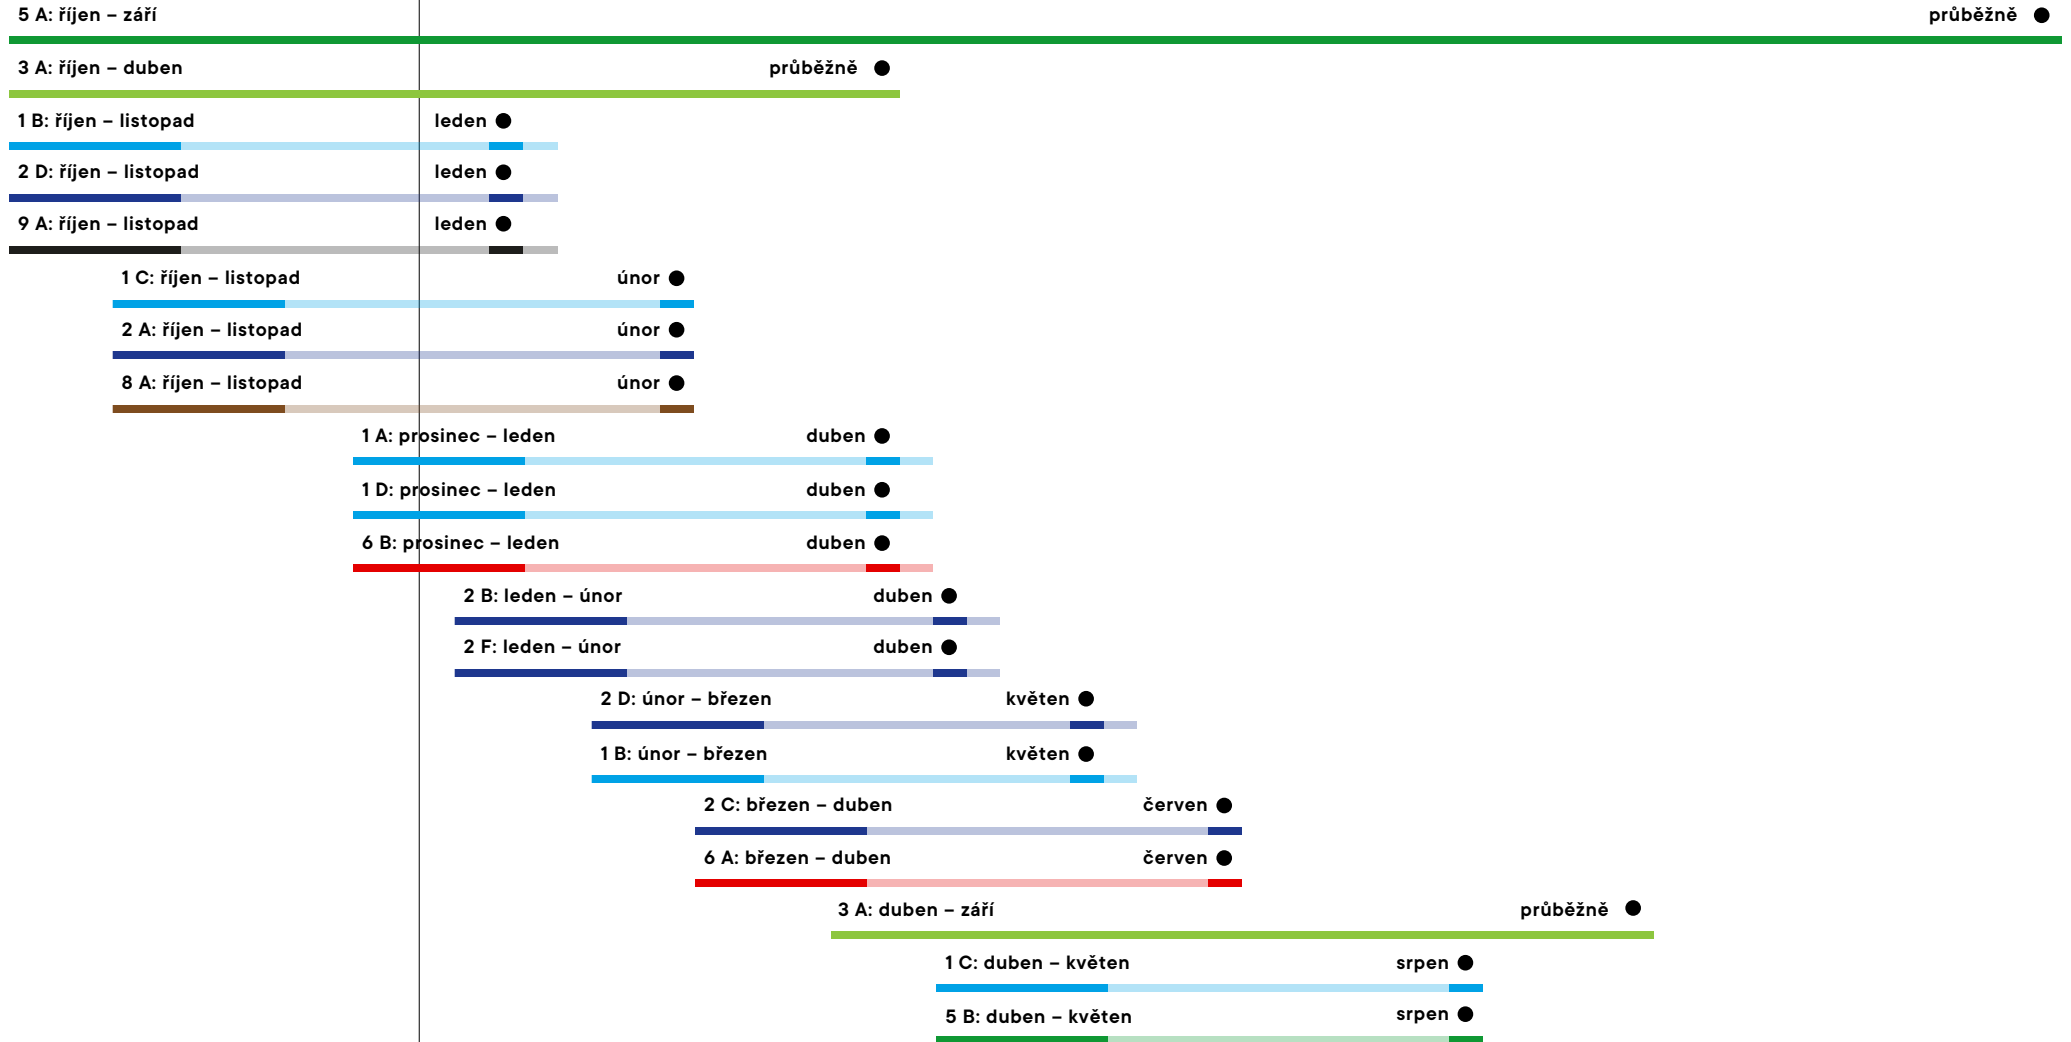 5 A: říjen – září průběžně
3 A: říjen – duben průběžně
1 B: říjen – listopad leden
2 D: říjen – listopad leden
9 A: říjen – listopad leden
1 C: říjen – listopad únor
2 A: říjen – listopad únor
8 A: říjen – listopad únor
1 A: prosinec – leden duben
1 D: prosinec – leden duben
6 B: prosinec – leden duben
2 B: leden – únor duben
2 F: leden – únor duben
2 D: únor – březen květen
1 B: únor – březen květen
2 C: březen – duben červen
6 A: březen – duben červen
3 A: duben – září průběžně
1 C: duben – květen srpen
5 B: duben – květen srpen